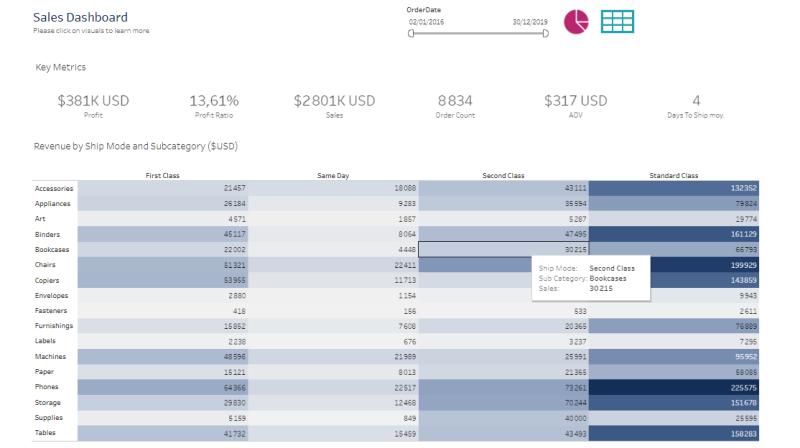 Sales Dashboard
Please click on visuals to learn more
OrderDate
02/01/2016 30/12/2019
Key Metrics
$381K USD 13,61% $2801K USD 8834 $317 USD 4
Profit Profit Ratio Sales Order Count AOV Days To Ship moy.
Revenue by Ship Mode and Subcategory ($USD)
First Class Same Day Second Class Standard Class
Accessories 21457 18088 43111 132352
Appliances 26184 9283 35594 79824
Art 4571 1857 5287 19774
Binders 45117 8064 47495 161129
Bookcases 22002 4448 30215 66793
Chairs 51321 22411 199929
Copiers 53955 11713 143859
Envelopes 2880 1154 9943
Fasteners 418 156 533 2611
Furnishings 15852 7608 20365 76889
Labels 2238 676 3237 7295
Machines 48596 21989 25991 95952
Paper 15121 8013 21365 58085
Phones 64366 22517 73261 225575
Storage 29830 12468 70244 151678
Supplies 5159 849 40000 25595
Tables 41732 15459 43493 158283
Ship Mode: Second Class
Sub Category: Bookcases
Sales: 30215